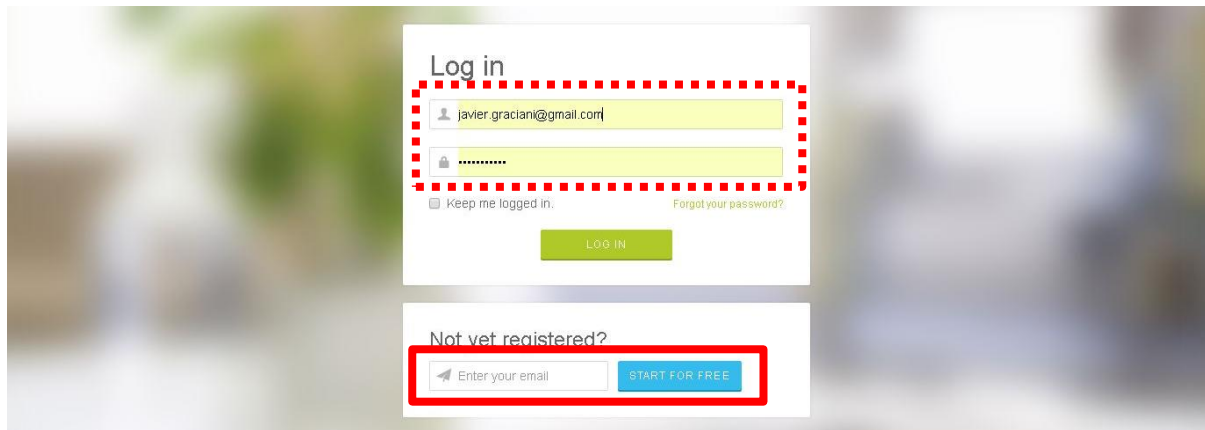 Log in
javier.graciani@gmail.com
•••••••••••
Keep me logged in. Forgot your password?
LOG IN
Not yet registered?
Enter your email START FOR FREE